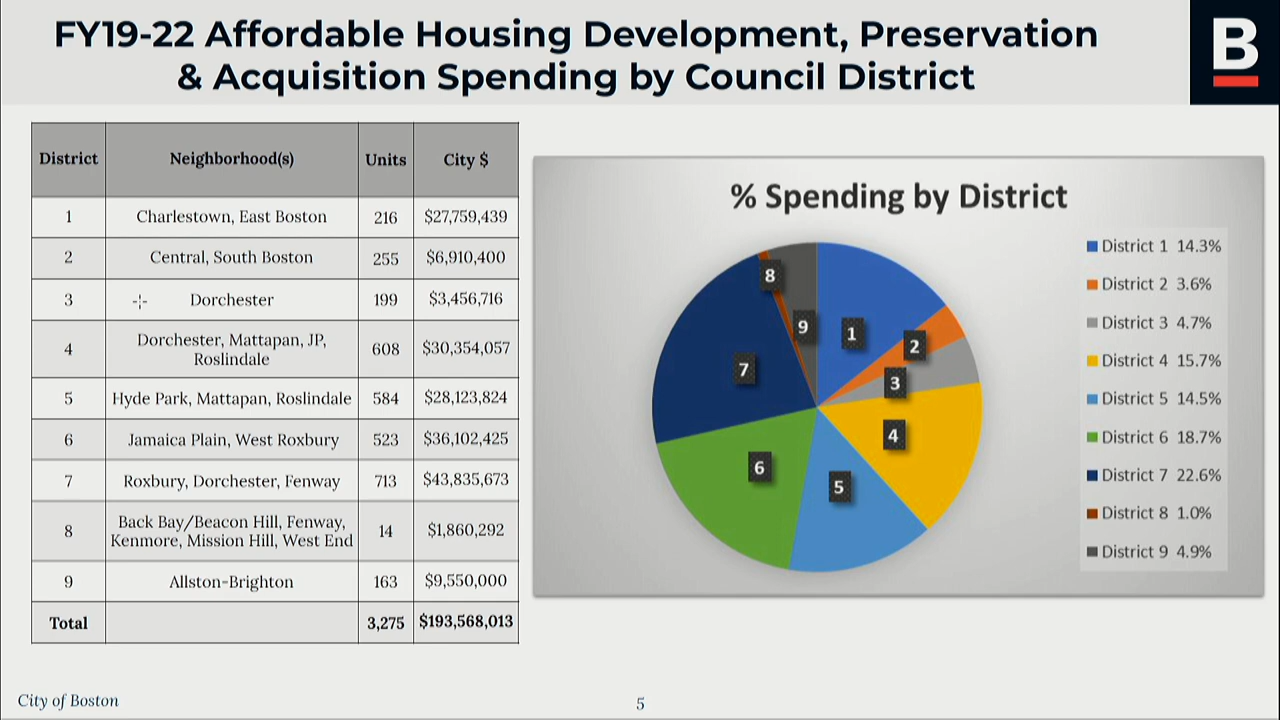 FY19-22 Affordable Housing Development, Preservation
& Acquisition Spending by Council District
B
District Neighborhood(s) Units City $
1 Charlestown, East Boston 216 $27,759,439
2 Central, South Boston 255 $6,910,400
3 Dorchester 199 $3,456,716
4 Dorchester, Mattapan, JP,
Roslindale 608 $30,354,057
5 Hyde Park, Mattapan, Roslindale 584 $28,123,824
6 Jamaica Plain, West Roxbury 523 $36,102,425
7 Roxbury, Dorchester, Fenway 713 $43,835,673
8 Back Bay/Beacon Hill, Fenway,
Kenmore, Mission Hill, West End 14 $1,860,292
9 Allston-Brighton 163 $9,550,000
Total 3,275 $193,568,013
% Spending by District
1
2
3
4
5
6
7
8
9
District 1 14.3%
District 2 3.6%
District 3 4.7%
District 4 15.7%
District 5 14.5%
District 6 18.7%
District 7 22.6%
District 8 1.0%
District 9 4.9%
City of Boston
5